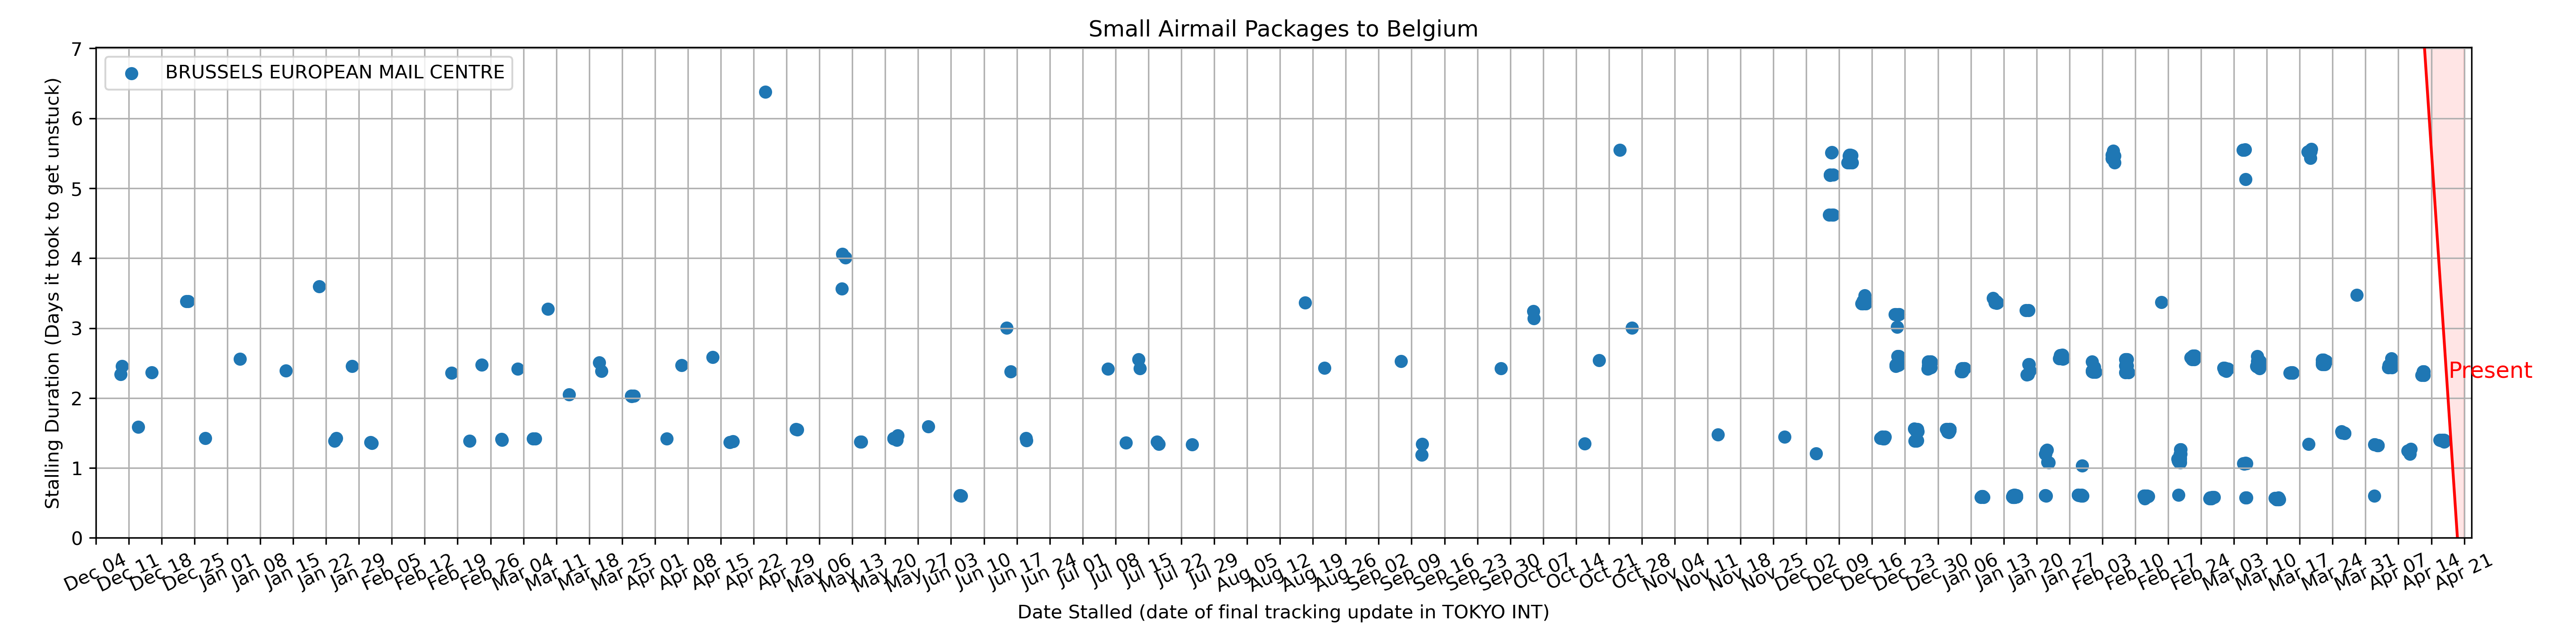 Small Airmail Packages to Belgium
BRUSSELS EUROPEAN MAIL CENTRE
Stalling Duration (Days it took to get unstuck)
7
6
5
4
3
2
1
0
Present
Dec 04 Dec 11 Dec 18 Dec 25 Jan 01 Jan 08 Jan 15 Jan 22 Jan 29 Feb 05 Feb 12 Feb 19 Feb 26 Mar 04 Mar 11 Mar 18 Mar 25 Apr 01 Apr 08 Apr 15 Apr 22 Apr 29 May 06 May 13 May 20 May 27 Jun 03 Jun 10 Jun 17 Jun 24 Jul 01 Jul 08 Jul 15 Jul 22 Jul 29 Aug 05 Aug 12 Aug 19 Aug 26 Sep 02 Sep 09 Sep 16 Sep 23 Sep 30 Oct 07 Oct 14 Oct 21 Oct 28 Nov 04 Nov 11 Nov 18 Nov 25 Dec 02 Dec 09 Dec 16 Dec 23 Dec 30 Jan 06 Jan 13 Jan 20 Jan 27 Feb 03 Feb 10 Feb 17 Feb 24 Mar 03 Mar 10 Mar 17 Mar 24 Mar 31 Apr 07 Apr 14 Apr 21
Date Stalled (date of final tracking update in TOKYO INT)